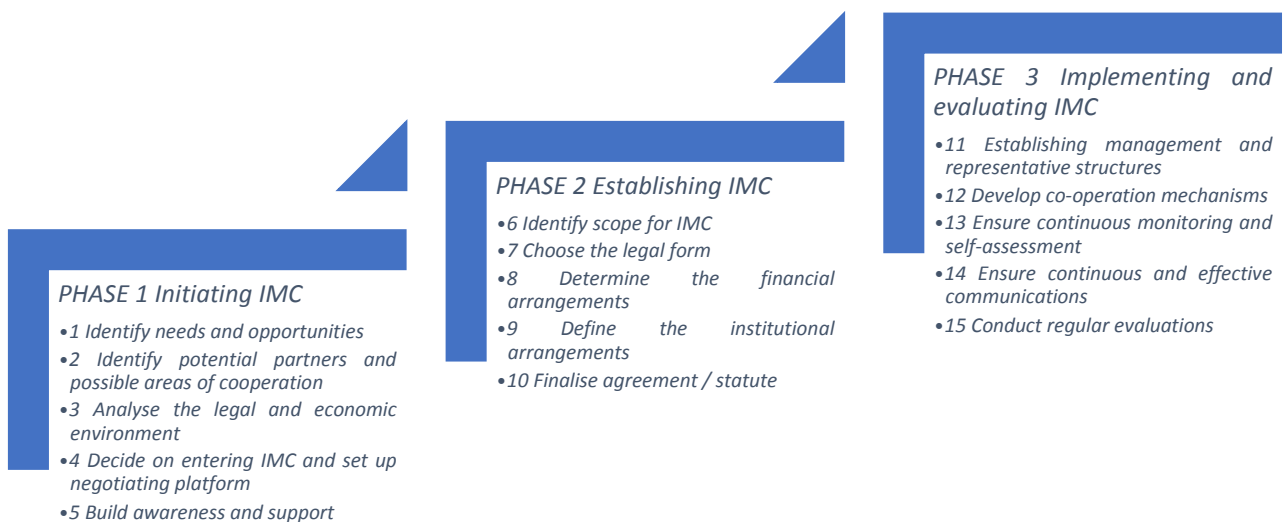 PHASE 1 Initiating IMC
•1 Identify needs and opportunities
•2 Identify potential partners and
possible areas of cooperation
•3 Analyse the legal and economic
environment
•4 Decide on entering IMC and set up
negotiating platform
•5 Build awareness and support
PHASE 2 Establishing IMC
•6 Identify scope for IMC
•7 Choose the legal form
•8 Determine the financial
arrangements
•9 Define the institutional
arrangements
•10 Finalise agreement / statute
PHASE 3 Implementing and
evaluating IMC
•11 Establishing management and
representative structures
•12 Develop co-operation mechanisms
•13 Ensure continuous monitoring and
self-assessment
•14 Ensure continuous and effective
communications
•15 Conduct regular evaluations